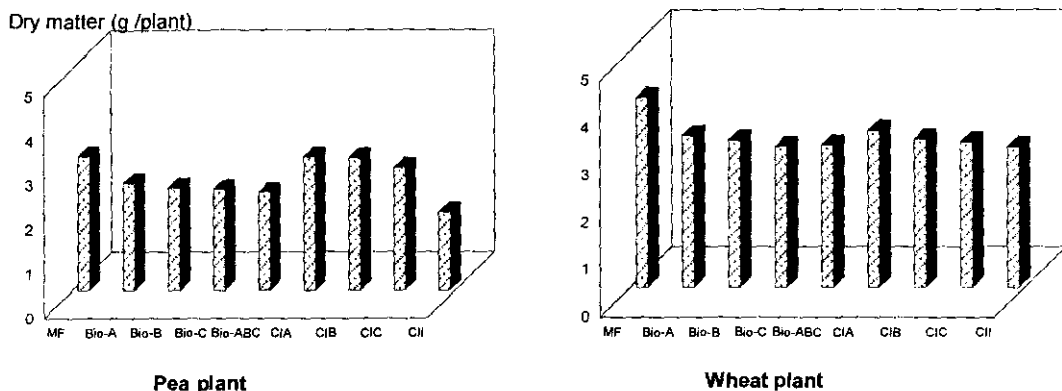 Dry matter (g /plant)
5
4
3
2
1
0
MF Bio-A Bio-B Bio-C Bio-ABC CIA CIB CIC CII
Pea plant
5
4
3
2
1
0
MF Bio-A Bio-B Bio-C Bio-ABC CIA CIB CIC CII
Wheat plant